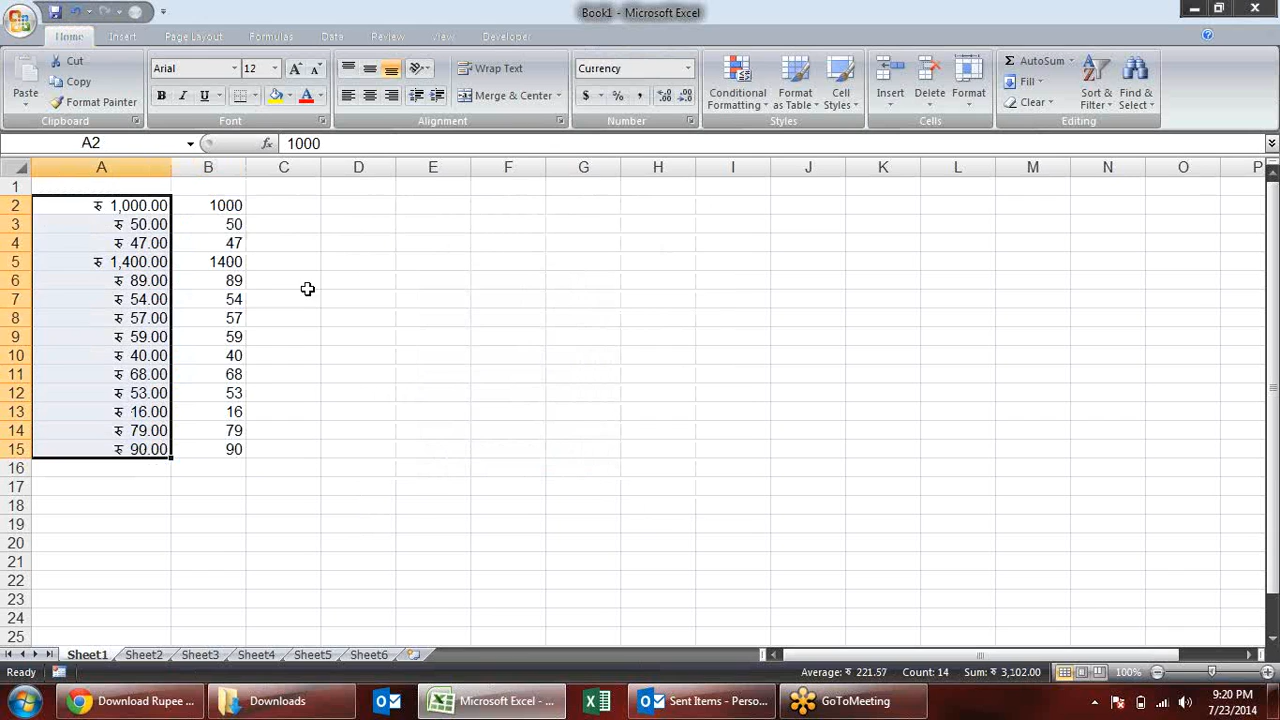 Book1 - Microsoft Excel
Home Insert Page Layout Formulas Data Review View Developer
Paste
Cut
Copy
Format Painter
Clipboard
Arial 12
B I U
Font
Wrap Text
Merge & Center
Alignment
Currency
$ % ,
Number
Conditional Formatting
Format as Table
Cell Styles
Styles
Insert Delete Format
Cells
Σ AutoSum
Fill
Clear
Sort & Filter
Find & Select
Editing
A2 fx 1000
A B C D E F G H I J K L M N O P
1
2 रु 1,000.00 1000
3 रु 50.00 50
4 रु 47.00 47
5 रु 1,400.00 1400
6 रु 89.00 89
7 रु 54.00 54
8 रु 57.00 57
9 रु 59.00 59
10 रु 40.00 40
11 रु 68.00 68
12 रु 53.00 53
13 रु 16.00 16
14 रु 79.00 79
15 रु 90.00 90
16
17
18
19
20
21
22
23
24
25
Sheet1 Sheet2 Sheet3 Sheet4 Sheet5 Sheet6
Ready Average: रु 221.57 Count: 14 Sum: रु 3,102.00 100%
Download Rupee ... Downloads Microsoft Excel - ... Sent Items - Perso... GoToMeeting
9:20 PM
7/23/2014